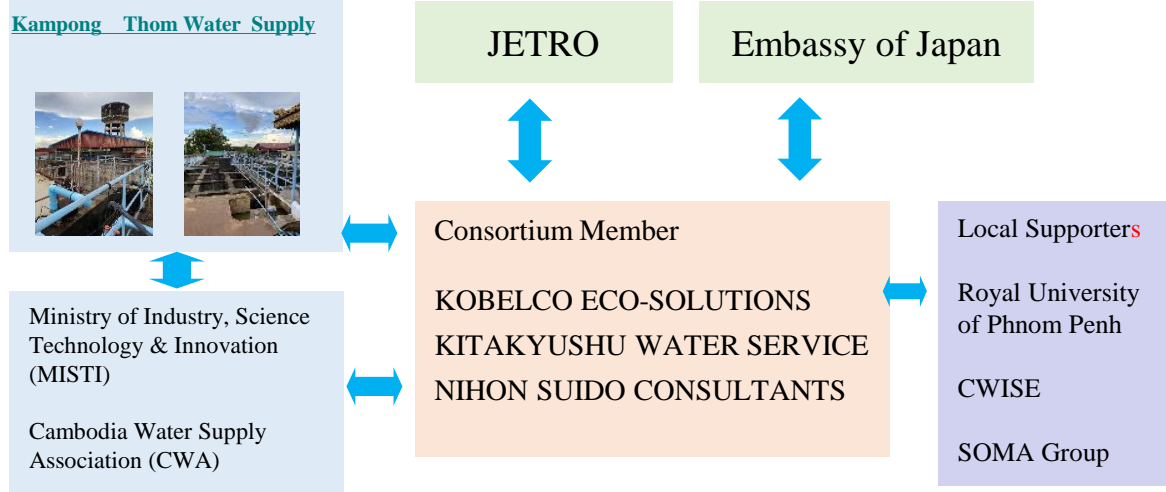 Kampong Thom Water Supply
JETRO
Embassy of Japan
Consortium Member
KOBELCO ECO-SOLUTIONS
KITAKYUSHU WATER SERVICE
NIHON SUIDO CONSULTANTS
Local Supporters
Royal University
of Phnom Penh
CWISE
SOMA Group
Ministry of Industry, Science
Technology & Innovation
(MISTI)
Cambodia Water Supply
Association (CWA)